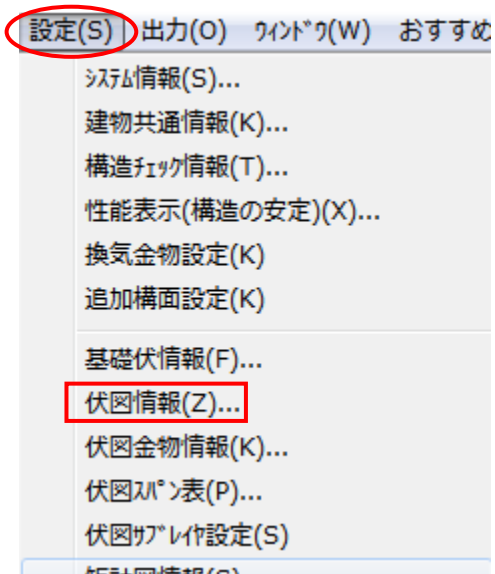 設定(S) 出力(O) ｳｨﾝﾄﾞｳ(W) おすすめ
ｼｽﾃﾑ情報(S)...
建物共通情報(K)...
構造ﾁｪｯｸ情報(T)...
性能表示(構造の安定)(X)...
換気金物設定(K)
追加構面設定(K)
基礎伏情報(F)...
伏図情報(Z)...
伏図金物情報(K)...
伏図ｽﾊﾟﾝ表(P)...
伏図ｻﾌﾞﾚｲﾔ設定(S)